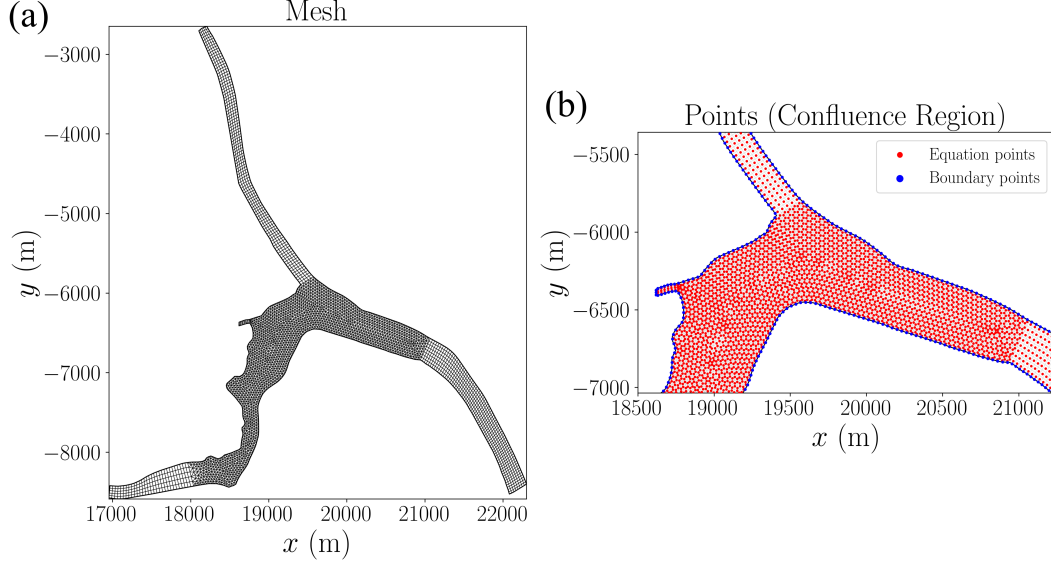 (a)
Mesh
−3000
−4000
−5000
−6000
−7000
−8000
y (m)
17000 18000 19000 20000 21000 22000
x (m)
(b)
Points (Confluence Region)
Equation points
Boundary points
−5500
−6000
−6500
−7000
y (m)
18500 19000 19500 20000 20500 21000
x (m)